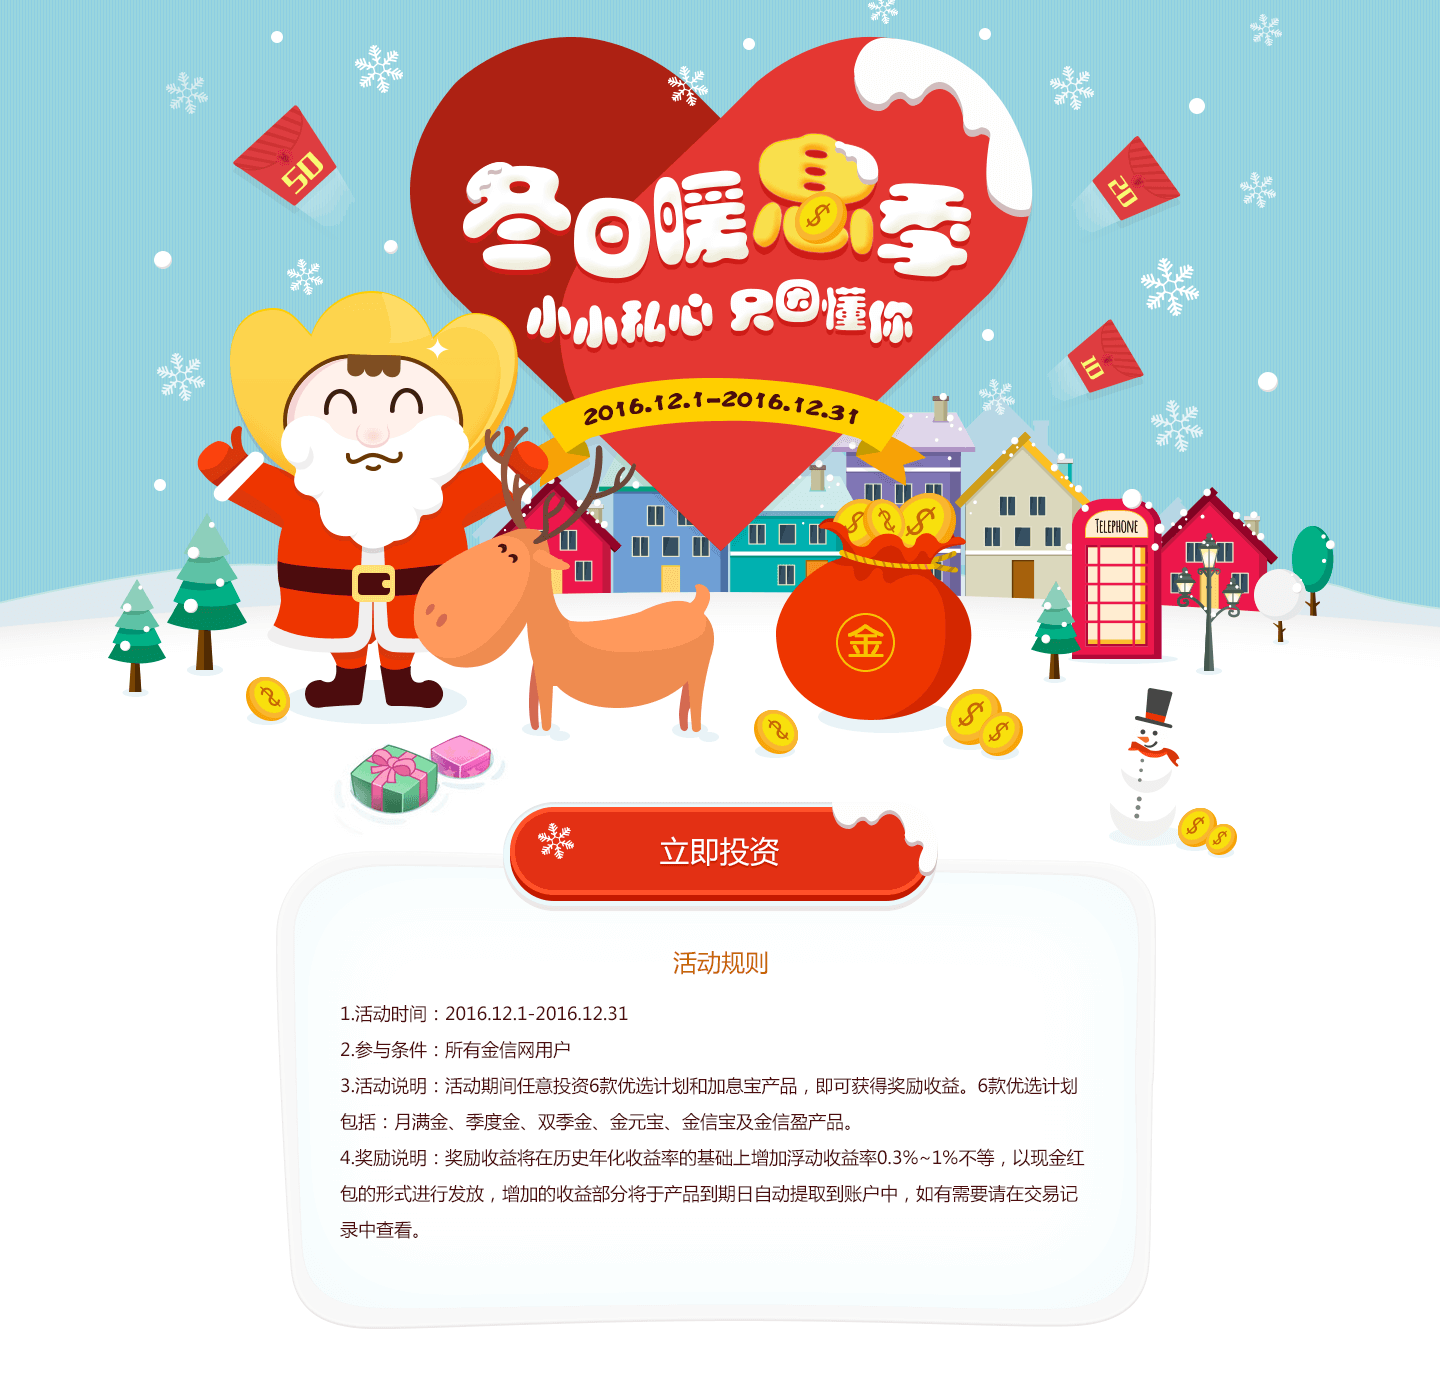 50
20
冬日暖息季
小小私心 只因懂你
10
2016.12.1-2016.12.31
TELEPHONE
金
立即投资
活动规则
1.活动时间：2016.12.1-2016.12.31
2.参与条件：所有金信网用户
3.活动说明：活动期间任意投资6款优选计划和加息宝产品，即可获得奖励收益。6款优选计划
包括：月满金、季度金、双季金、金元宝、金信宝及金信盈产品。
4.奖励说明：奖励收益将在历史年化收益率的基础上增加浮动收益率0.3%~1%不等，以现金红
包的形式进行发放，增加的收益部分将于产品到期日自动提取到账户中，如有需要请在交易记
录中查看。